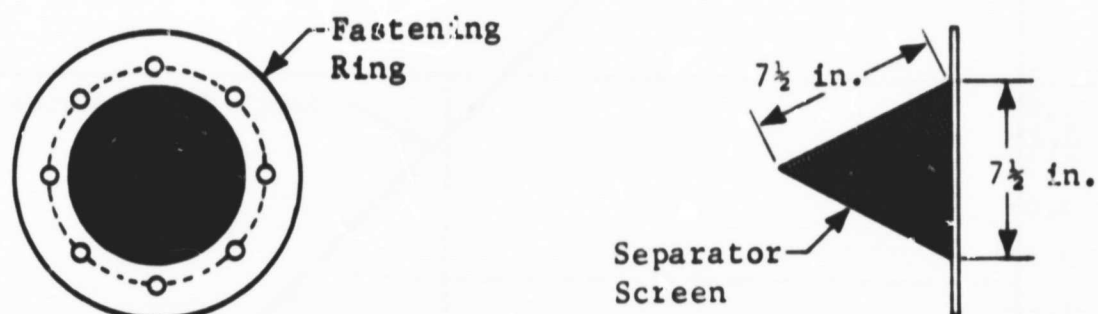 Fastening
Ring
7½ in.
7½ in.
Separator
Screen